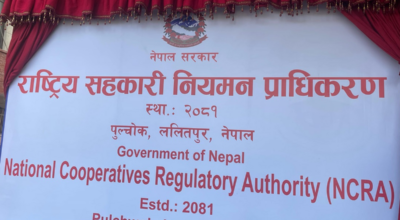 नेपाल सरकार
राष्ट्रिय सहकारी नियमन प्राधिकरण
स्था.: २०८१
पुल्चोक, ललितपुर, नेपाल
Government of Nepal
National Cooperatives Regulatory Authority (NCRA)
Estd.: 2081